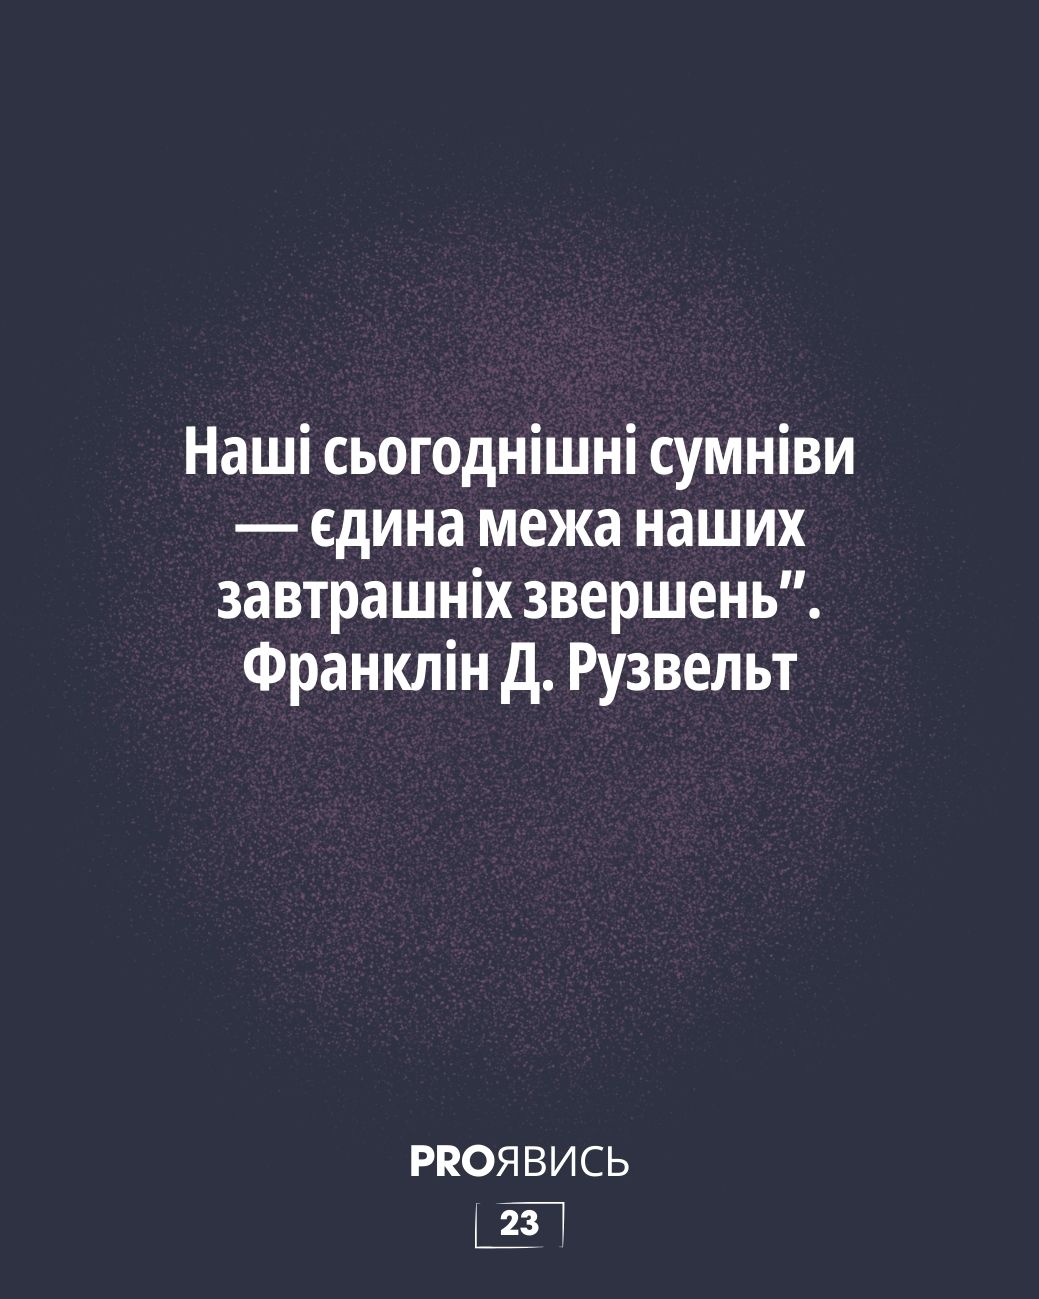 Наші сьогоднішні сумніви
— єдина межа наших
завтрашніх звершень”.
Франклін Д. Рузвельт
PROЯВИСЬ
23